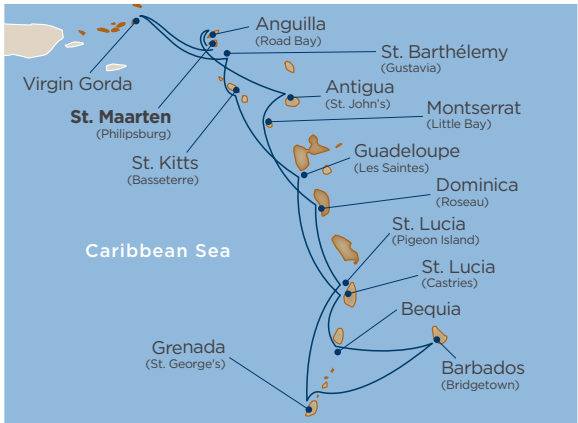 Anguilla
(Road Bay)
St. Barthélemy
(Gustavia)
Virgin Gorda
Antigua
(St. John's)
St. Maarten
(Philipsburg)
Montserrat
(Little Bay)
St. Kitts
(Basseterre)
Guadeloupe
(Les Saintes)
Dominica
(Roseau)
St. Lucia
(Pigeon Island)
Caribbean Sea
St. Lucia
(Castries)
Bequia
Grenada
(St. George's)
Barbados
(Bridgetown)